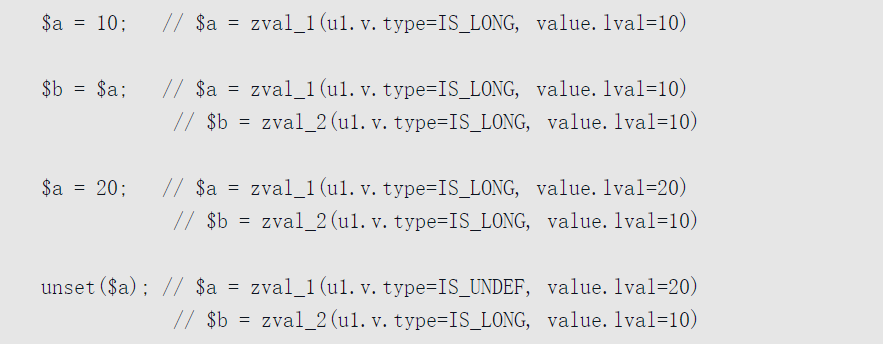 $a = 10;   // $a = zval_1(u1.v.type=IS_LONG, value.lval=10)
$b = $a;   // $a = zval_1(u1.v.type=IS_LONG, value.lval=10)
// $b = zval_2(u1.v.type=IS_LONG, value.lval=10)
$a = 20;   // $a = zval_1(u1.v.type=IS_LONG, value.lval=20)
// $b = zval_2(u1.v.type=IS_LONG, value.lval=10)
unset($a); // $a = zval_1(u1.v.type=IS_UNDEF, value.lval=20)
// $b = zval_2(u1.v.type=IS_LONG, value.lval=10)